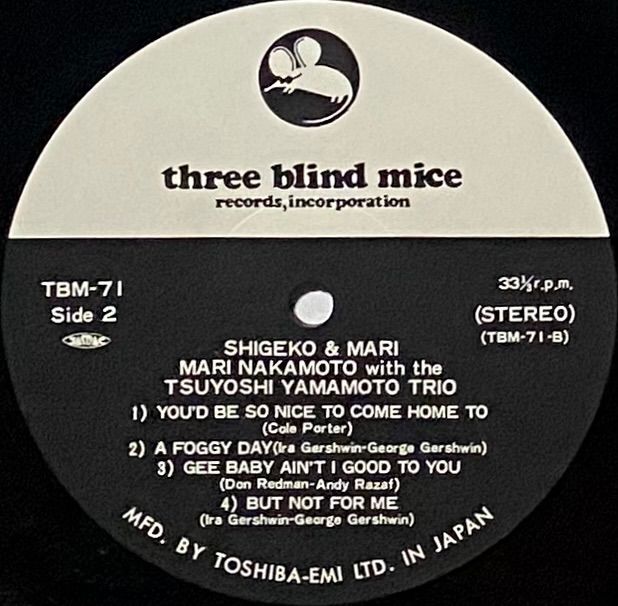 three blind mice
records, incorporation
TBM-71
Side 2
JASRAC
33⅓ r.p.m.
(STEREO)
(TBM-71-B)
SHIGEKO & MARI
MARI NAKAMOTO with the
TSUYOSHI YAMAMOTO TRIO
1) YOU'D BE SO NICE TO COME HOME TO
(Cole Porter)
2) A FOGGY DAY(Ira Gershwin-George Gershwin)
3) GEE BABY AIN'T I GOOD TO YOU
(Don Redman-Andy Razaf)
4) BUT NOT FOR ME
(Ira Gershwin-George Gershwin)
MFD. BY TOSHIBA-EMI LTD. IN JAPAN